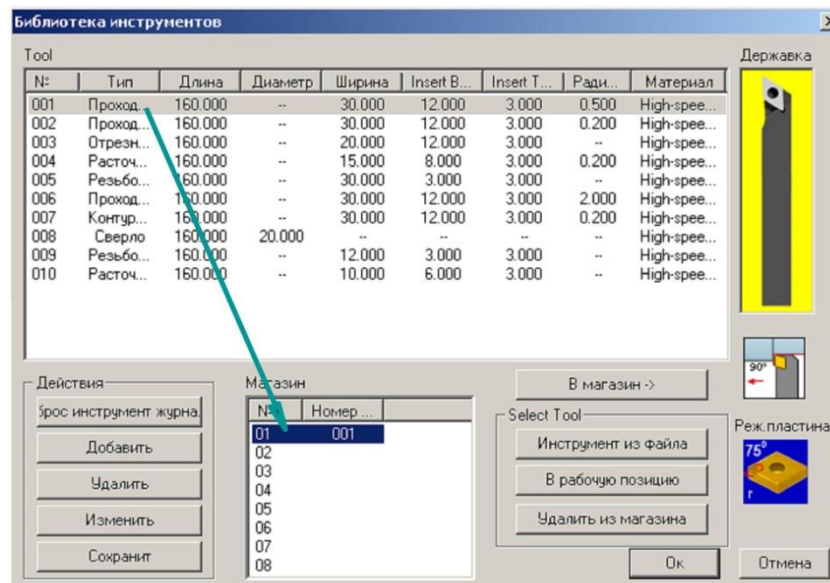 Библиотека инструментов
Tool
Державка
№ Тип Длина Диаметр Ширина Insert B... Insert T... Ради... Материал
001 Проход... 160.000 -- 30.000 12.000 3.000 0.500 High-spee...
002 Проход... 160.000 -- 30.000 12.000 3.000 0.200 High-spee...
003 Отрезн... 160.000 -- 20.000 12.000 3.000 -- High-spee...
004 Расточ... 160.000 -- 15.000 8.000 3.000 0.200 High-spee...
005 Резьбо... 160.000 -- 30.000 3.000 3.000 -- High-spee...
006 Проход... 160.000 -- 30.000 12.000 3.000 2.000 High-spee...
007 Контур... 160.000 -- 30.000 12.000 3.000 0.200 High-spee...
008 Сверло 160.000 20.000 -- -- -- -- High-spee...
009 Резьбо... 160.000 -- 12.000 3.000 3.000 -- High-spee...
010 Расточ... 160.000 -- 10.000 6.000 3.000 -- High-spee...
90°
Действия
брос инструмент журна.
Добавить
Удалить
Изменить
Сохранит
Магазин
№ Номер ...
01 001
02
03
04
05
06
07
08
В магазин ->
Select Tool
Инструмент из файла
В рабочую позицию
Удалить из магазина
Реж.пластина
75°
r
Ок
Отмена